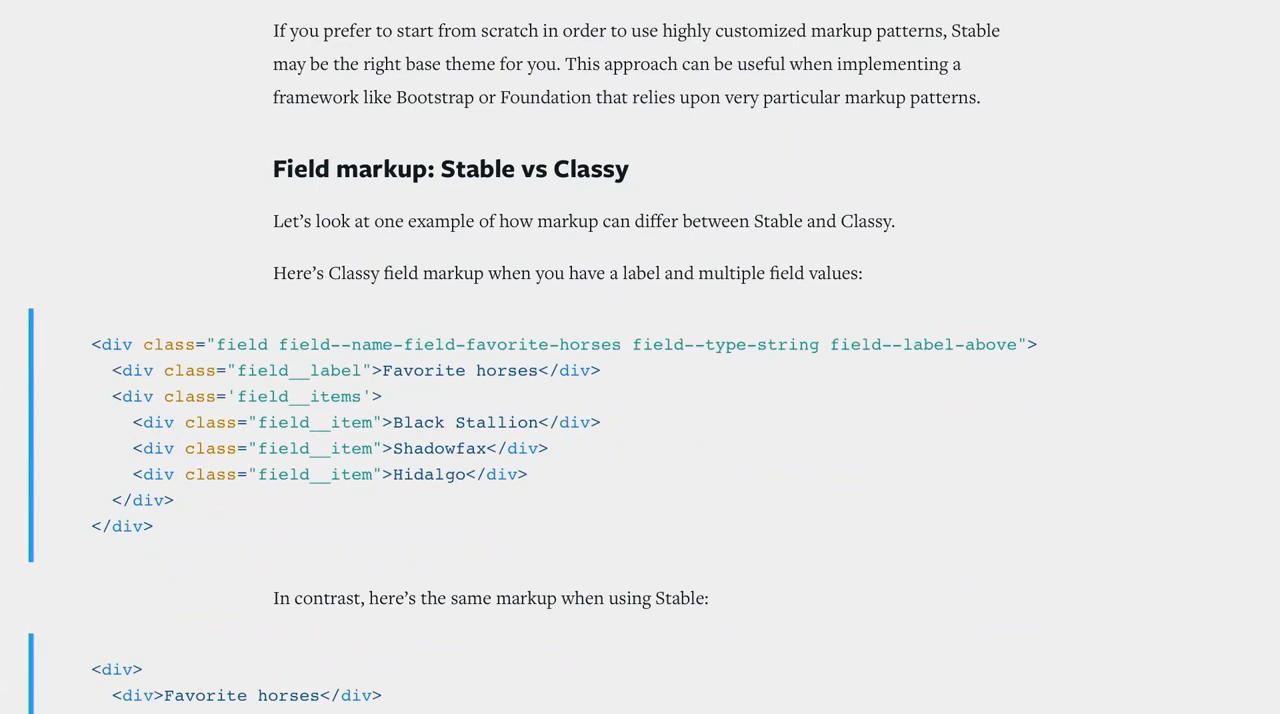 If you prefer to start from scratch in order to use highly customized markup patterns, Stable
may be the right base theme for you. This approach can be useful when implementing a
framework like Bootstrap or Foundation that relies upon very particular markup patterns.
Field markup: Stable vs Classy
Let’s look at one example of how markup can differ between Stable and Classy.
Here’s Classy field markup when you have a label and multiple field values:
<div class="field field--name-field-favorite-horses field--type-string field--label-above">
  <div class="field__label">Favorite horses</div>
  <div class='field__items'>
    <div class="field__item">Black Stallion</div>
    <div class="field__item">Shadowfax</div>
    <div class="field__item">Hidalgo</div>
  </div>
</div>
In contrast, here’s the same markup when using Stable:
<div>
  <div>Favorite horses</div>